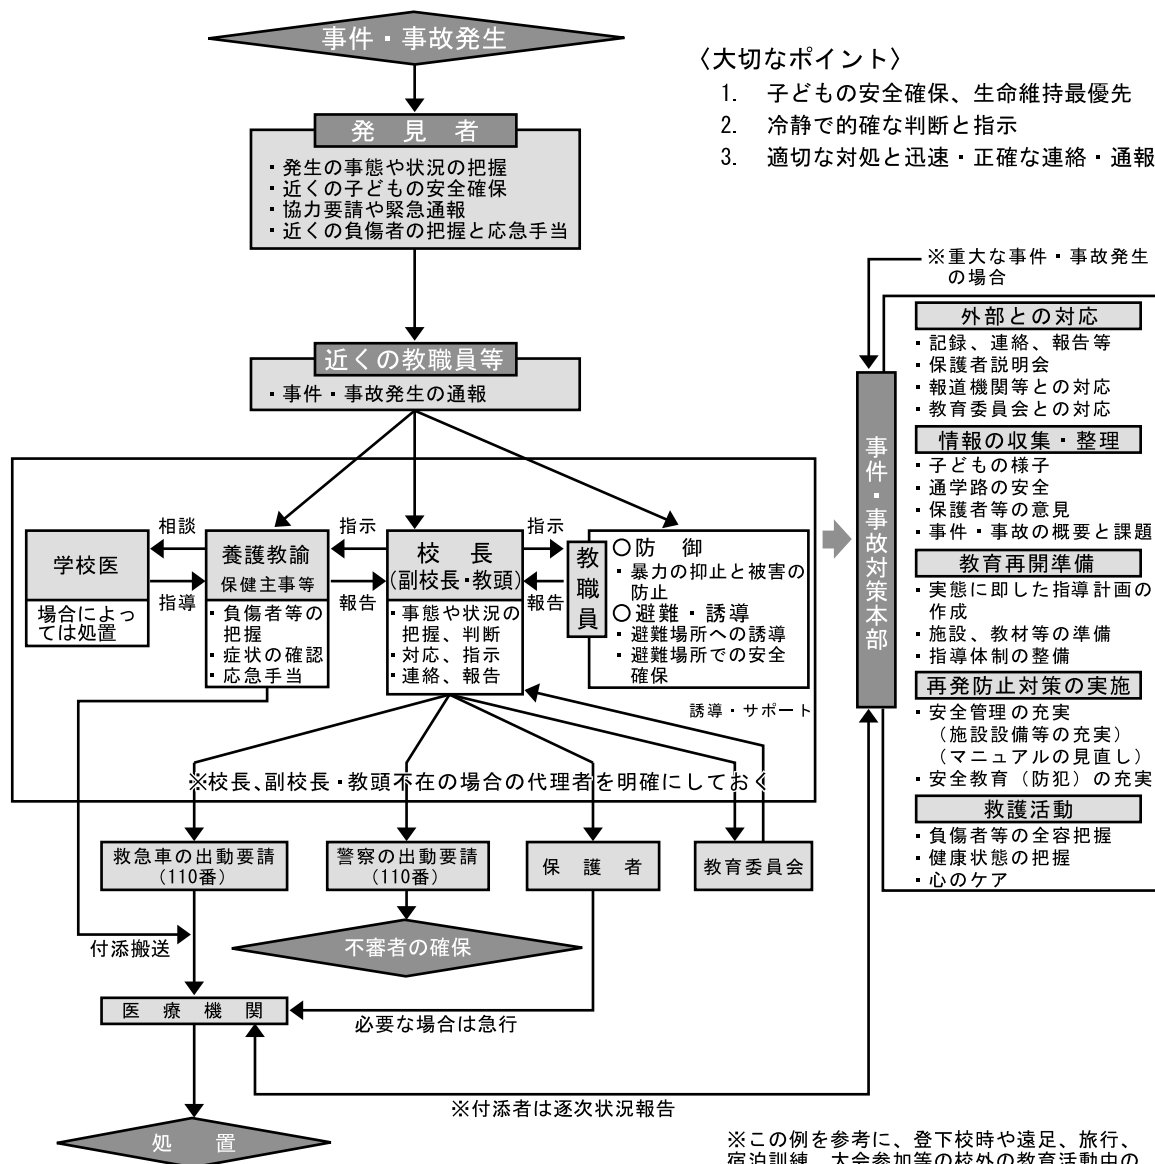 事件・事故発生
〈大切なポイント〉
1. 子どもの安全確保、生命維持最優先
2. 冷静で的確な判断と指示
3. 適切な対処と迅速・正確な連絡・通報
発見者
・発生の事態や状況の把握
・近くの子どもの安全確保
・協力要請や緊急通報
・近くの負傷者の把握と応急手当
近くの教職員等
・事件・事故発生の通報
学校医
場合によっ
ては処置
相談
指導
養護教諭
保健主事等
・負傷者等の
把握
・症状の確認
・応急手当
指示
報告
校長
(副校長・教頭)
・事態や状況の
把握、判断
・対応、指示
・連絡、報告
指示
報告
教職員
○防御
・暴力の抑止と被害の
防止
○避難・誘導
・避難場所への誘導
・避難場所での安全
確保
誘導・サポート
※校長、副校長・教頭不在の場合の代理者を明確にしておく
救急車の出動要請
(110番)
警察の出動要請
(110番)
保護者
教育委員会
付添搬送
不審者の確保
医療機関
必要な場合は急行
※付添者は逐次状況報告
処置
※重大な事件・事故発生
の場合
事件・事故対策本部
外部との対応
・記録、連絡、報告等
・保護者説明会
・報道機関等との対応
・教育委員会との対応
情報の収集・整理
・子どもの様子
・通学路の安全
・保護者等の意見
・事件・事故の概要と課題
教育再開準備
・実態に即した指導計画の
作成
・施設、教材等の準備
・指導体制の整備
再発防止対策の実施
・安全管理の充実
(施設設備等の充実)
(マニュアルの見直し)
・安全教育(防犯)の充実
救護活動
・負傷者等の全容把握
・健康状態の把握
・心のケア
※この例を参考に、登下校時や遠足、旅行、
宿泊訓練、大会参加等の校外の教育活動中の